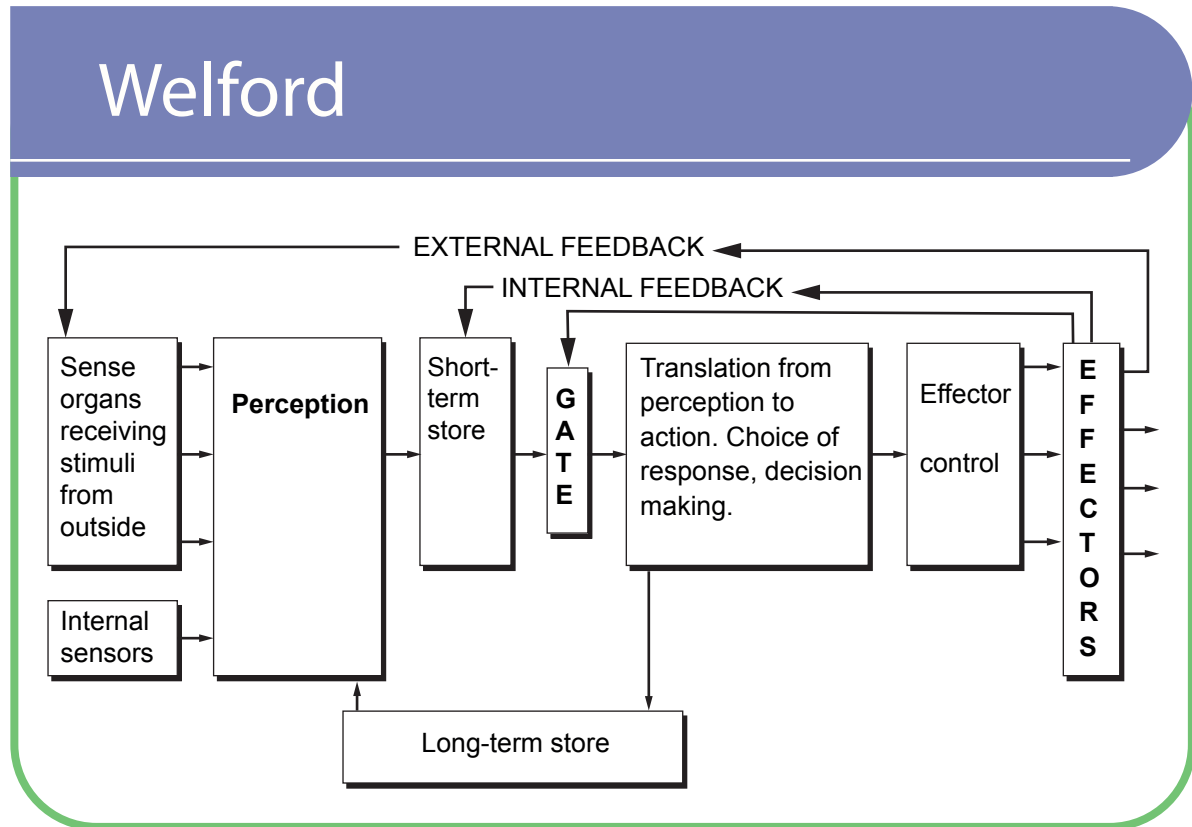 Welford
EXTERNAL FEEDBACK
INTERNAL FEEDBACK
Sense
organs
receiving
stimuli
from
outside
Internal
sensors
Perception
Short-
term
store
G
A
T
E
Translation from
perception to
action. Choice of
response, decision
making.
Effector
control
E
F
F
E
C
T
O
R
S
Long-term store